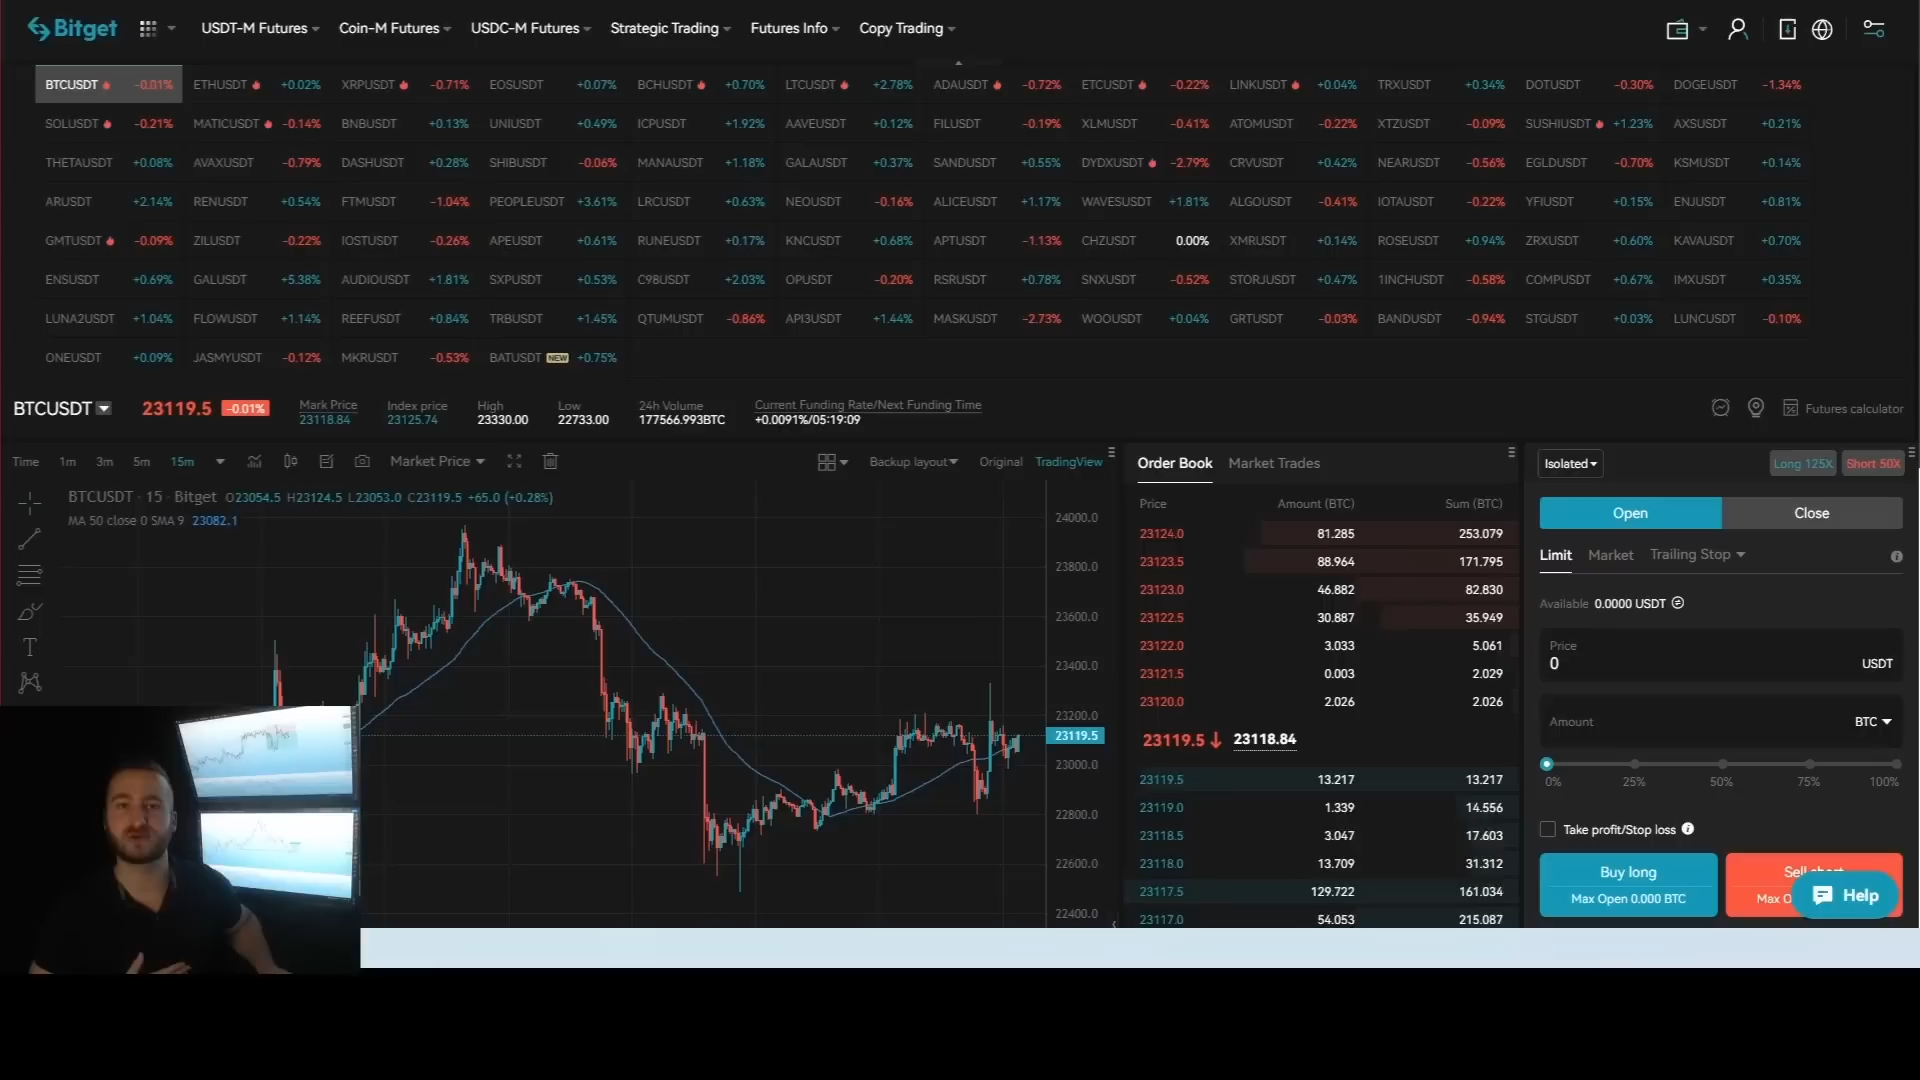 Bitget USDT-M Futures Coin-M Futures USDC-M Futures Strategic Trading Futures Info Copy Trading
BTCUSDT -0.01% ETHUSDT +0.02% XRPUSDT -0.71% EOSUSDT +0.07% BCHUSDT +0.70% LTCUSDT +2.78% ADAUSDT -0.72% ETCUSDT -0.22% LINKUSDT +0.04% TRXUSDT +0.34% DOTUSDT -0.30% DOGEUSDT -1.34%
SOLUSDT -0.21% MATICUSDT -0.14% BNBUSDT +0.13% UNIUSDT +0.49% ICPUSDT +1.92% AAVEUSDT +0.12% FILUSDT -0.19% XLMUSDT -0.41% ATOMUSDT -0.22% XTZUSDT -0.09% SUSHIUSDT +1.23% AXSUSDT +0.21%
THETAUSDT +0.08% AVAXUSDT -0.79% DASHUSDT +0.28% SHIBUSDT -0.06% MANAUSDT +1.18% GALAUSDT +0.37% SANDUSDT +0.55% DYDXUSDT -2.79% CRVUSDT +0.42% NEARUSDT -0.56% EGLDUSDT -0.70% KSMUSDT +0.14%
ARUSDT +2.14% RENUSDT +0.54% FTMUSDT -1.04% PEOPLEUSDT +3.61% LRCUSDT +0.63% NEOUSDT -0.16% ALICEUSDT +1.17% WAVESUSDT +1.81% ALGOUSDT -0.41% IOTAUSDT -0.22% YFIUSDT +0.15% ENJUSDT +0.81%
GMTUSDT -0.09% ZILUSDT -0.22% IOSTUSDT -0.26% APEUSDT +0.61% RUNEUSDT +0.17% KNCUSDT +0.68% APTUSDT -1.13% CHZUSDT 0.00% XMRUSDT +0.14% ROSEUSDT +0.94% ZRXUSDT +0.60% KAVAUSDT +0.70%
ENSUSDT +0.69% GALUSDT +5.38% AUDIOUSDT +1.81% SXPUSDT +0.53% C98USDT +2.03% OPUSDT -0.20% RSRUSDT +0.78% SNXUSDT -0.52% STORJUSDT +0.47% 1INCHUSDT -0.58% COMPUSDT +0.67% IMXUSDT +0.35%
LUNA2USDT +1.04% FLOWUSDT +1.14% REEFUSDT +0.84% TRBUSDT +1.45% QTUMUSDT -0.86% API3USDT +1.44% MASKUSDT -2.73% WOOUSDT +0.04% GRTUSDT -0.03% BANDUSDT -0.94% STGUSDT +0.03% LUNCUSDT -0.10%
ONEUSDT +0.09% JASMYUSDT -0.12% MKRUSDT -0.53% BATUSDT NEW +0.75%
BTCUSDT 23119.5 -0.01%
Mark Price Index price High Low 24h Volume Current Funding Rate/Next Funding Time
23118.84 23125.74 23330.00 22733.00 177566.993BTC +0.0091%/05:19:09
Futures calculator
Time 1m 3m 5m 15m Market Price Backup layout Original TradingView
BTCUSDT · 15 · Bitget O23054.5 H23124.5 L23053.0 C23119.5 +65.0 (+0.28%)
MA 50 close 0 SMA 9 23082.1
24000.0
23800.0
23600.0
23400.0
23200.0
23119.5
23000.0
22800.0
22600.0
22400.0
Order Book Market Trades
Price Amount (BTC) Sum (BTC)
23124.0 81.285 253.079
23123.5 88.964 171.795
23123.0 46.882 82.830
23122.5 30.887 35.949
23122.0 3.033 5.061
23121.5 0.003 2.029
23120.0 2.026 2.026
23119.5 23118.84
23119.5 13.217 13.217
23119.0 1.339 14.556
23118.5 3.047 17.603
23118.0 13.709 31.312
23117.5 129.722 161.034
23117.0 54.053 215.087
Isolated Long 125X Short 50X
Open Close
Limit Market Trailing Stop
Available 0.0000 USDT
Price
0 USDT
Amount BTC
0% 25% 50% 75% 100%
Take profit/Stop loss
Buy long
Max Open 0.000 BTC
Sell short
Max O
Help